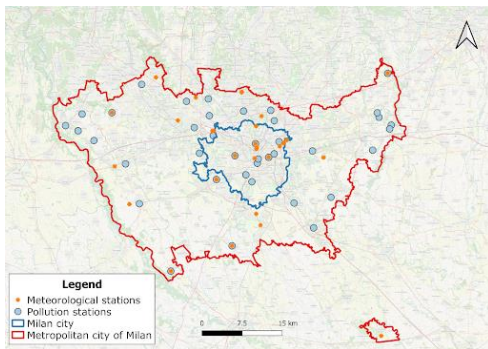 Legend
Meteorological stations
Pollution stations
Milan city
Metropolitan city of Milan
0 7.5 15 km